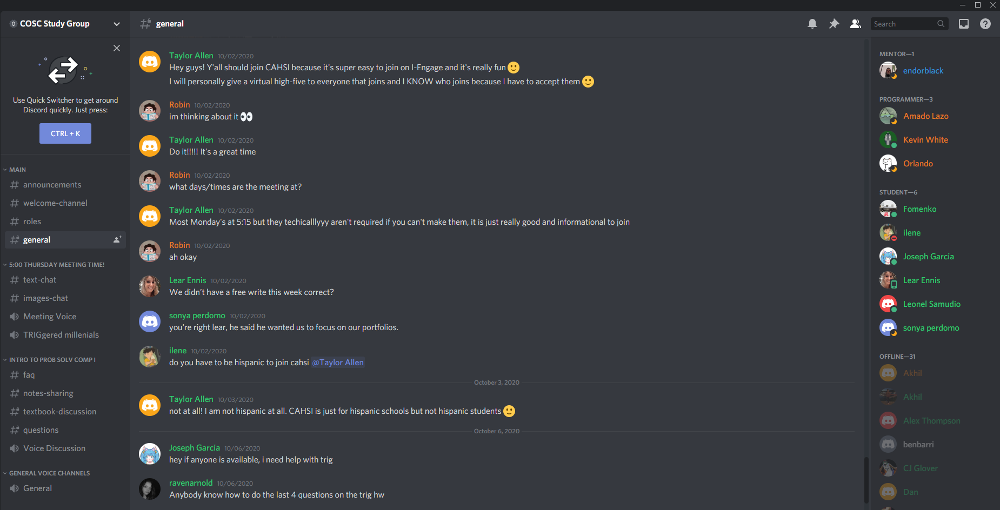 COSC Study Group
Use Quick Switcher to get around
Discord quickly. Just press:
CTRL + K
MAIN
announcements
welcome-channel
roles
general
5:00 THURSDAY MEETING TIME!
text-chat
images-chat
Meeting Voice
TRIGgered millenials
INTRO TO PROB SOLV COMP I
faq
notes-sharing
textbook-discussion
questions
Voice Discussion
GENERAL VOICE CHANNELS
General
general
Search
Taylor Allen 10/02/2020
Hey guys! Y'all should join CAHSI because it's super easy to join on I-Engage and it's really fun
I will personally give a virtual high-five to everyone that joins and I KNOW who joins because I have to accept them
Robin 10/02/2020
im thinking about it
Taylor Allen 10/02/2020
Do it!!!!! It's a great time
Robin 10/02/2020
what days/times are the meeting at?
Taylor Allen 10/02/2020
Most Monday's at 5:15 but they techicalllyyy aren't required if you can't make them, it is just really good and informational to join
Robin 10/02/2020
ah okay
Lear Ennis 10/02/2020
We didn't have a free write this week correct?
sonya perdomo 10/02/2020
you're right lear, he said he wanted us to focus on our portfolios.
ilene 10/02/2020
do you have to be hispanic to join cahsi @Taylor Allen
October 3, 2020
Taylor Allen 10/03/2020
not at all! I am not hispanic at all. CAHSI is just for hispanic schools but not hispanic students
October 6, 2020
Joseph Garcia 10/06/2020
hey if anyone is available, i need help with trig
ravenarnold 10/06/2020
Anybody know how to do the last 4 questions on the trig hw
MENTOR—1
endorblack
PROGRAMMER—3
Amado Lazo
Kevin White
Orlando
STUDENT—6
Fomenko
ilene
Joseph Garcia
Lear Ennis
Leonel Samudio
sonya perdomo
OFFLINE—31
Akhil
Akhil
Alex Thompson
benbarri
CJ Glover
Dan